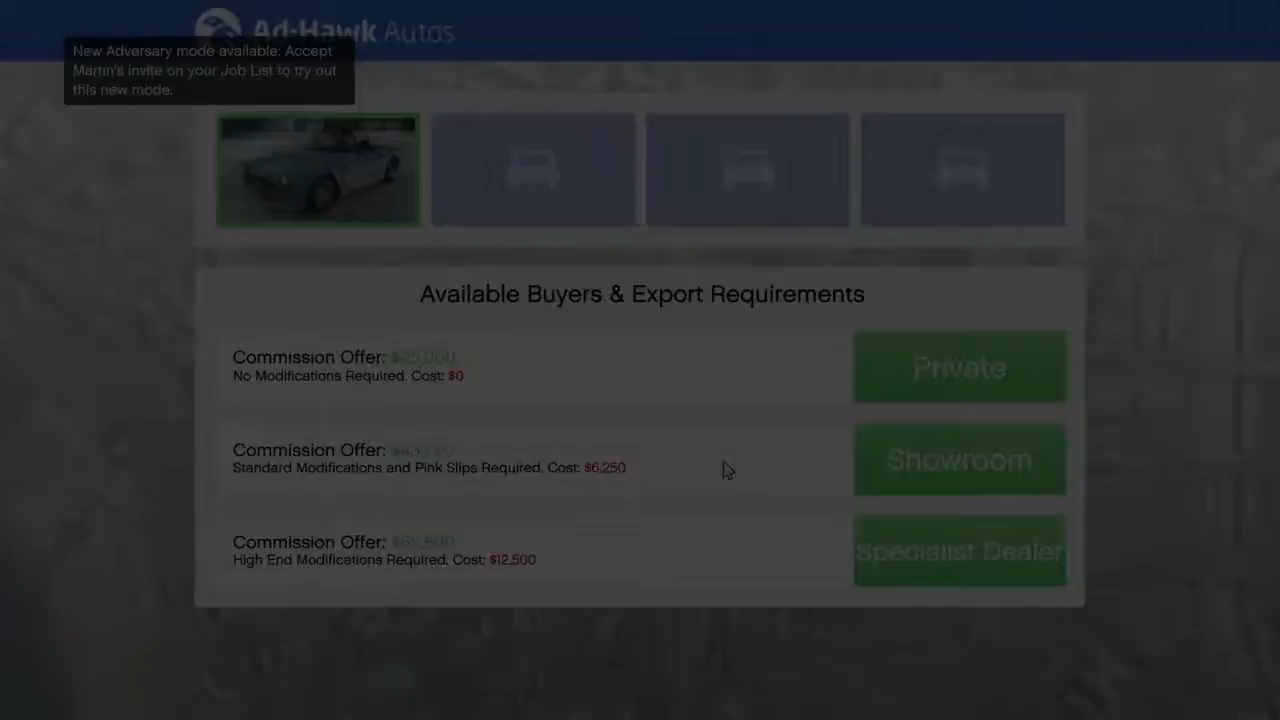 Ad-Hawk Autos
New Adversary mode available: Accept
Martin's invite on your Job List to try out
this new mode.
Available Buyers & Export Requirements
Commission Offer:
No Modifications Required. Cost: $0
Private
Commission Offer:
Standard Modifications and Pink Slips Required. Cost: $6,250
Showroom
Commission Offer:
High End Modifications Required. Cost: $12,500
Specialist Dealer